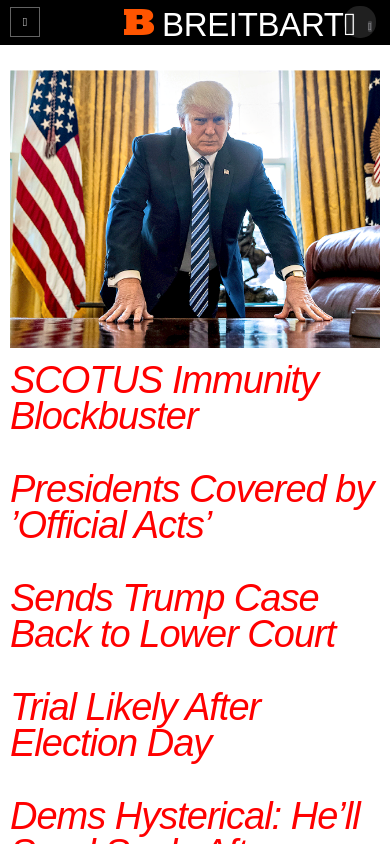 B BREITBART
SCOTUS Immunity
Blockbuster
Presidents Covered by
’Official Acts’
Sends Trump Case
Back to Lower Court
Trial Likely After
Election Day
Dems Hysterical: He’ll